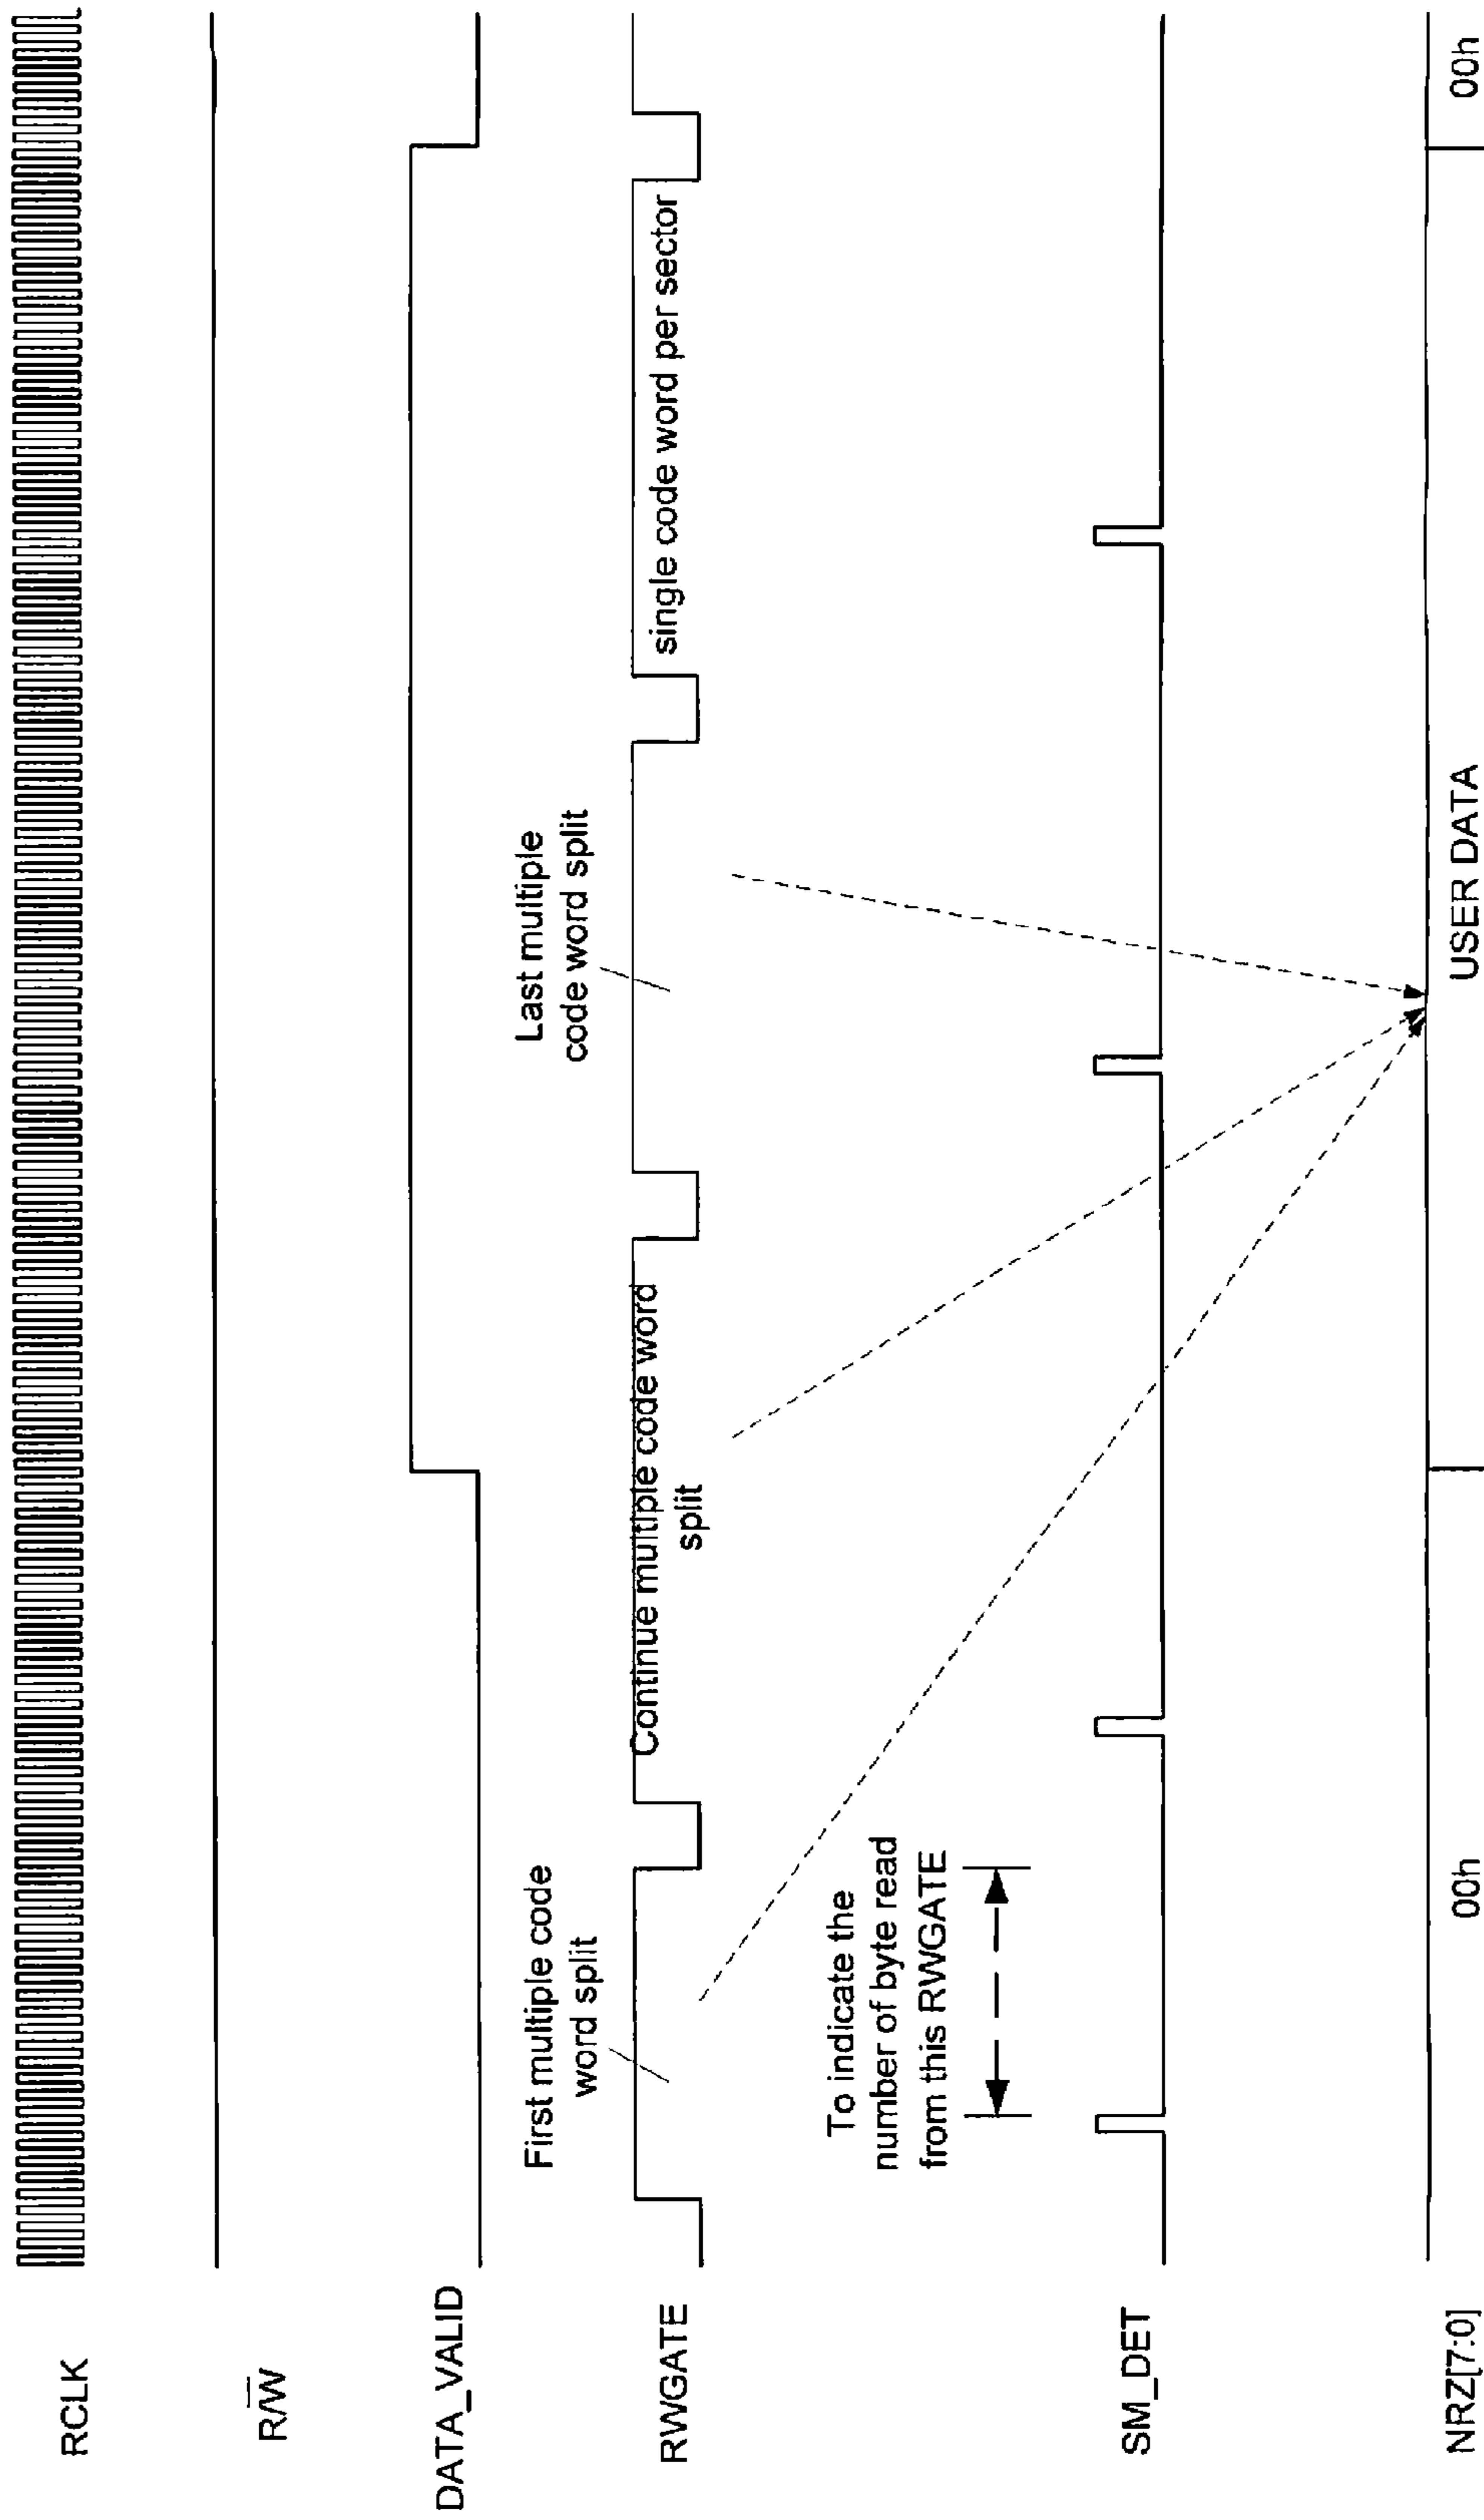 RCLK
R/W̅
DATA_VALID
First multiple code
word split
Last multiple
code word split
RWGATE
Continue multiple code word
split
single code word per sector
To indicate the
number of byte read
from this RWGATE
SM_DET
NRZ[7:0]
00h
USER DATA
00h